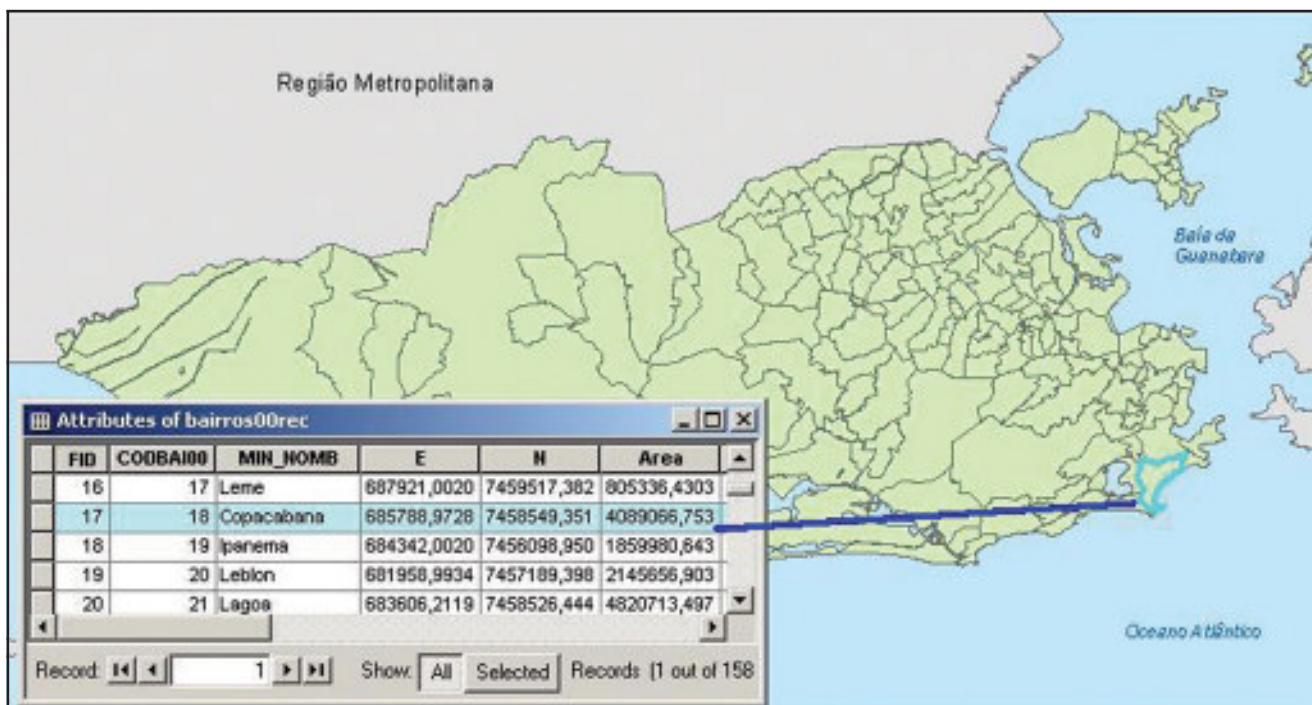 Região Metropolitana
Baía de
Guanabara
Attributes of bairros00rec
FID CODBAI00 MIN_NOMB E N Area
16 17 Leme 687921,0020 7459517,382 805336,4303
17 18 Copacabana 685788,9728 7458549,351 4089066,753
18 19 Ipanema 684342,0020 7456098,950 1859980,643
19 20 Leblon 681958,9934 7457189,398 2145656,903
20 21 Lagoa 683606,2119 7458526,444 4820713,497
Oceano Atlântico
Record: 1 Show: All Selected Records (1 out of 158